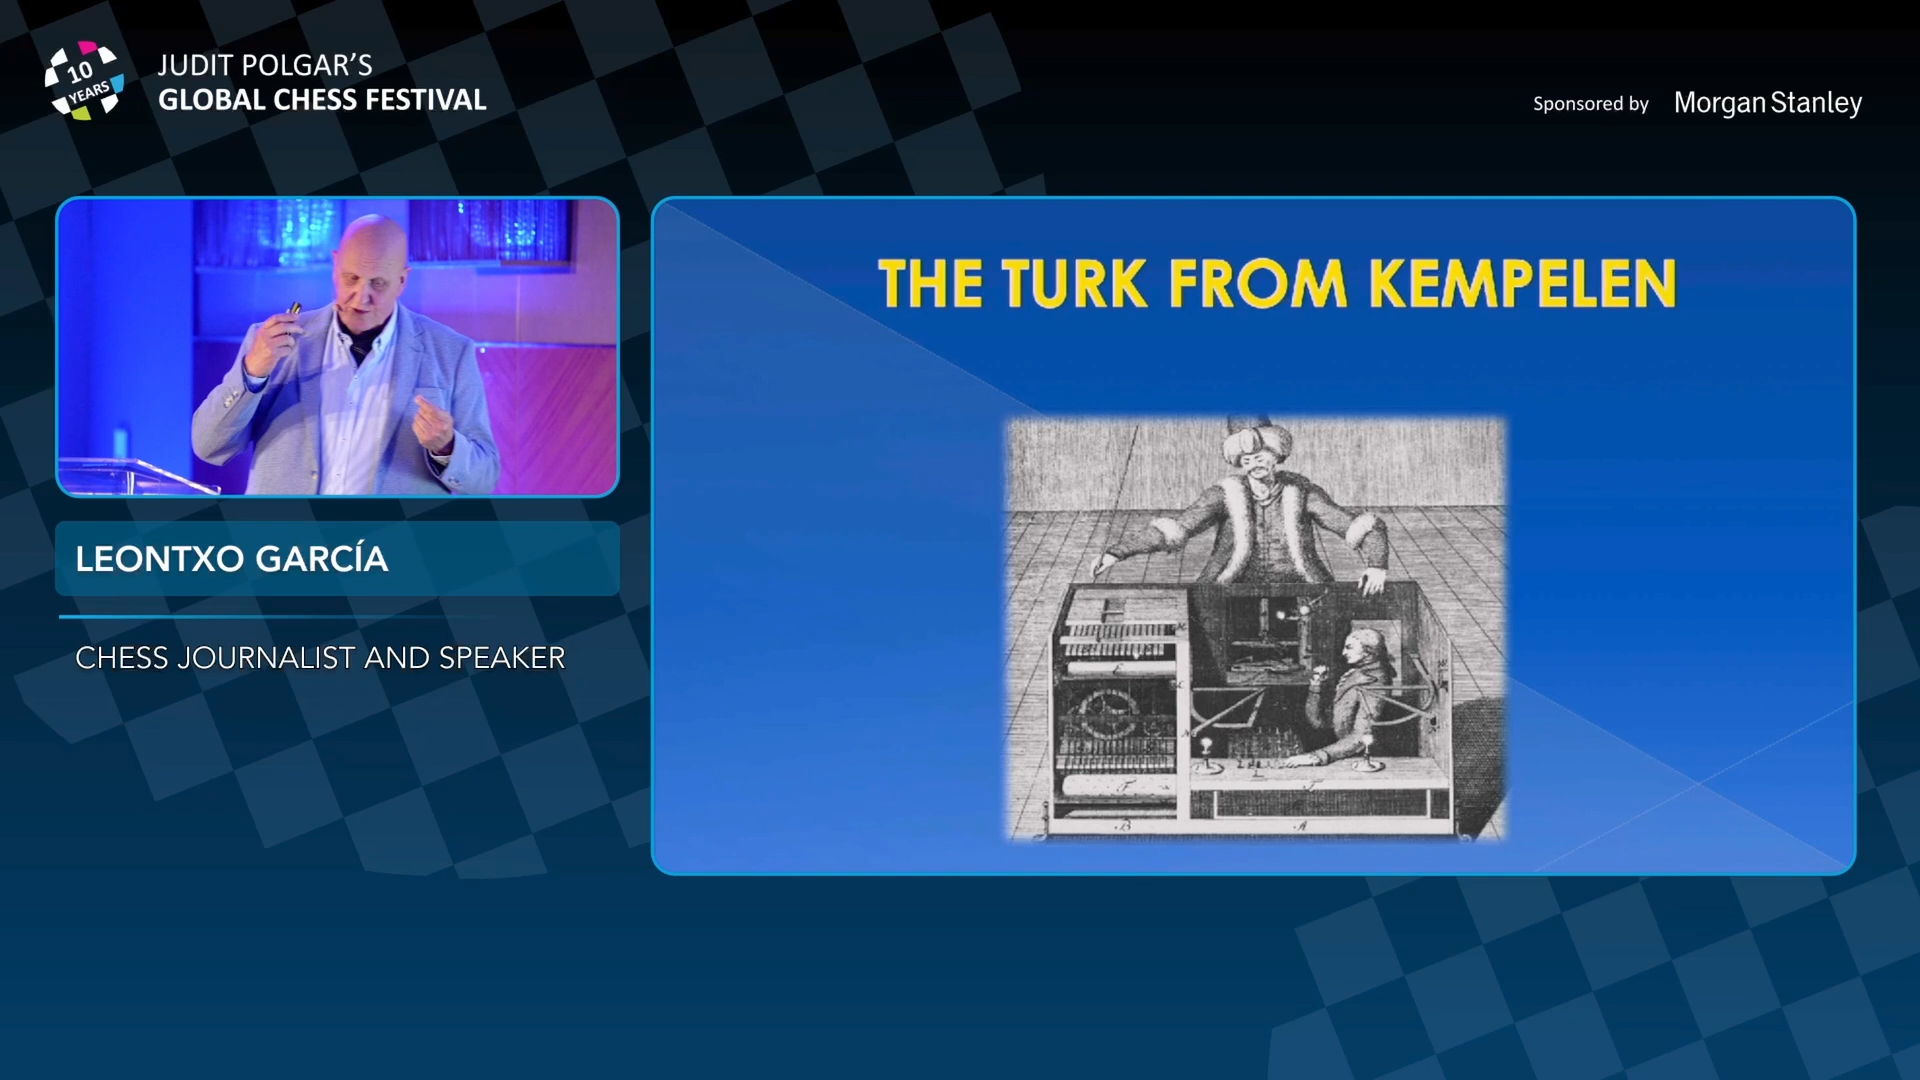 10
YEARS
JUDIT POLGAR'S
GLOBAL CHESS FESTIVAL
Sponsored by Morgan Stanley
LEONTXO GARCÍA
CHESS JOURNALIST AND SPEAKER
THE TURK FROM KEMPELEN
B
A